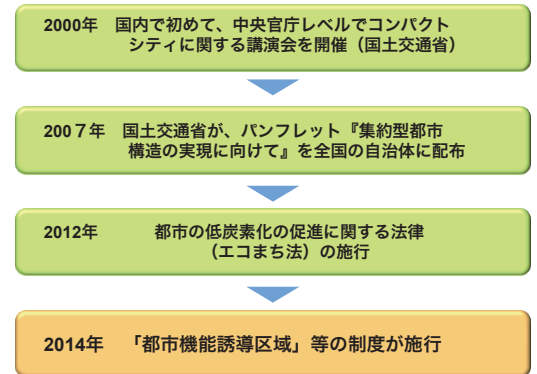 2000年 国内で初めて、中央官庁レベルでコンパクト
シティに関する講演会を開催（国土交通省）
200７年 国土交通省が、パンフレット『集約型都市
構造の実現に向けて』を全国の自治体に配布
2012年 都市の低炭素化の促進に関する法律
（エコまち法）の施行
2014年 「都市機能誘導区域」等の制度が施行